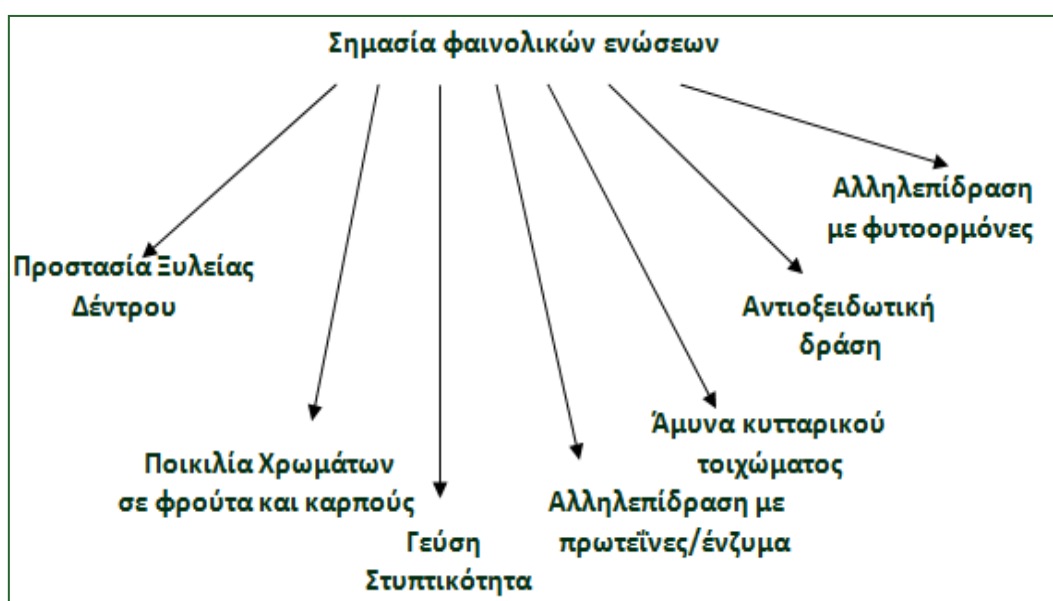 Σημασία φαινολικών ενώσεων
Προστασία Ξυλείας
Δέντρου
Ποικιλία Χρωμάτων
σε φρούτα και καρπούς
Γεύση
Στυπτικότητα
Αλληλεπίδραση με
πρωτεΐνες/ένζυμα
Άμυνα κυτταρικού
τοιχώματος
Αντιοξειδωτική
δράση
Αλληλεπίδραση
με φυτοορμόνες